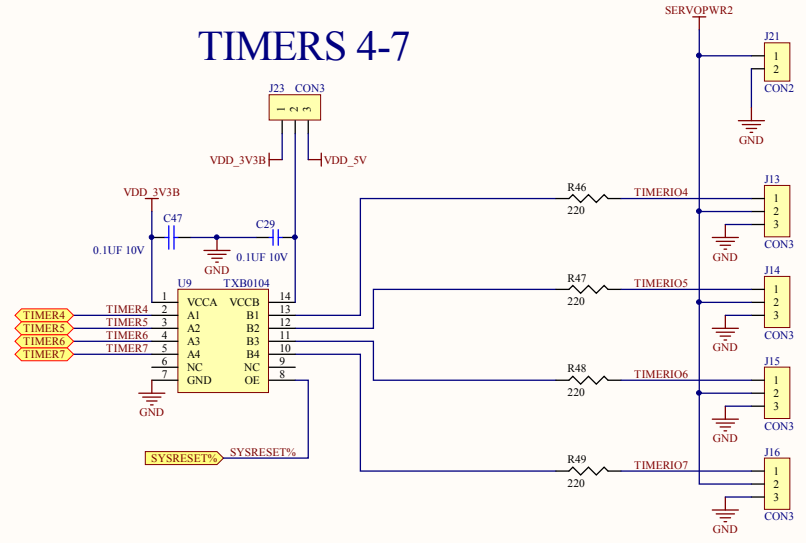 SERVOPWR2
TIMERS 4-7
J21
1
2
CON2
GND
J23 CON3
1 2 3
VDD_3V3B
VDD_5V
VDD_3V3B
C47
0.1UF 10V
C29
0.1UF 10V
GND
R46
220
TIMERIO4
J13
1
2
3
CON3
GND
U9 TXB0104
1 VCCA VCCB 14
TIMER4 TIMER4 2 A1 B1 13
TIMER5 TIMER5 3 A2 B2 12
TIMER6 TIMER6 4 A3 B3 11
TIMER7 TIMER7 5 A4 B4 10
6 NC NC 9
7 GND OE 8
GND
SYSRESET% SYSRESET%
R47
220
TIMERIO5
J14
1
2
3
CON3
GND
R48
220
TIMERIO6
J15
1
2
3
CON3
GND
R49
220
TIMERIO7
J16
1
2
3
CON3
GND